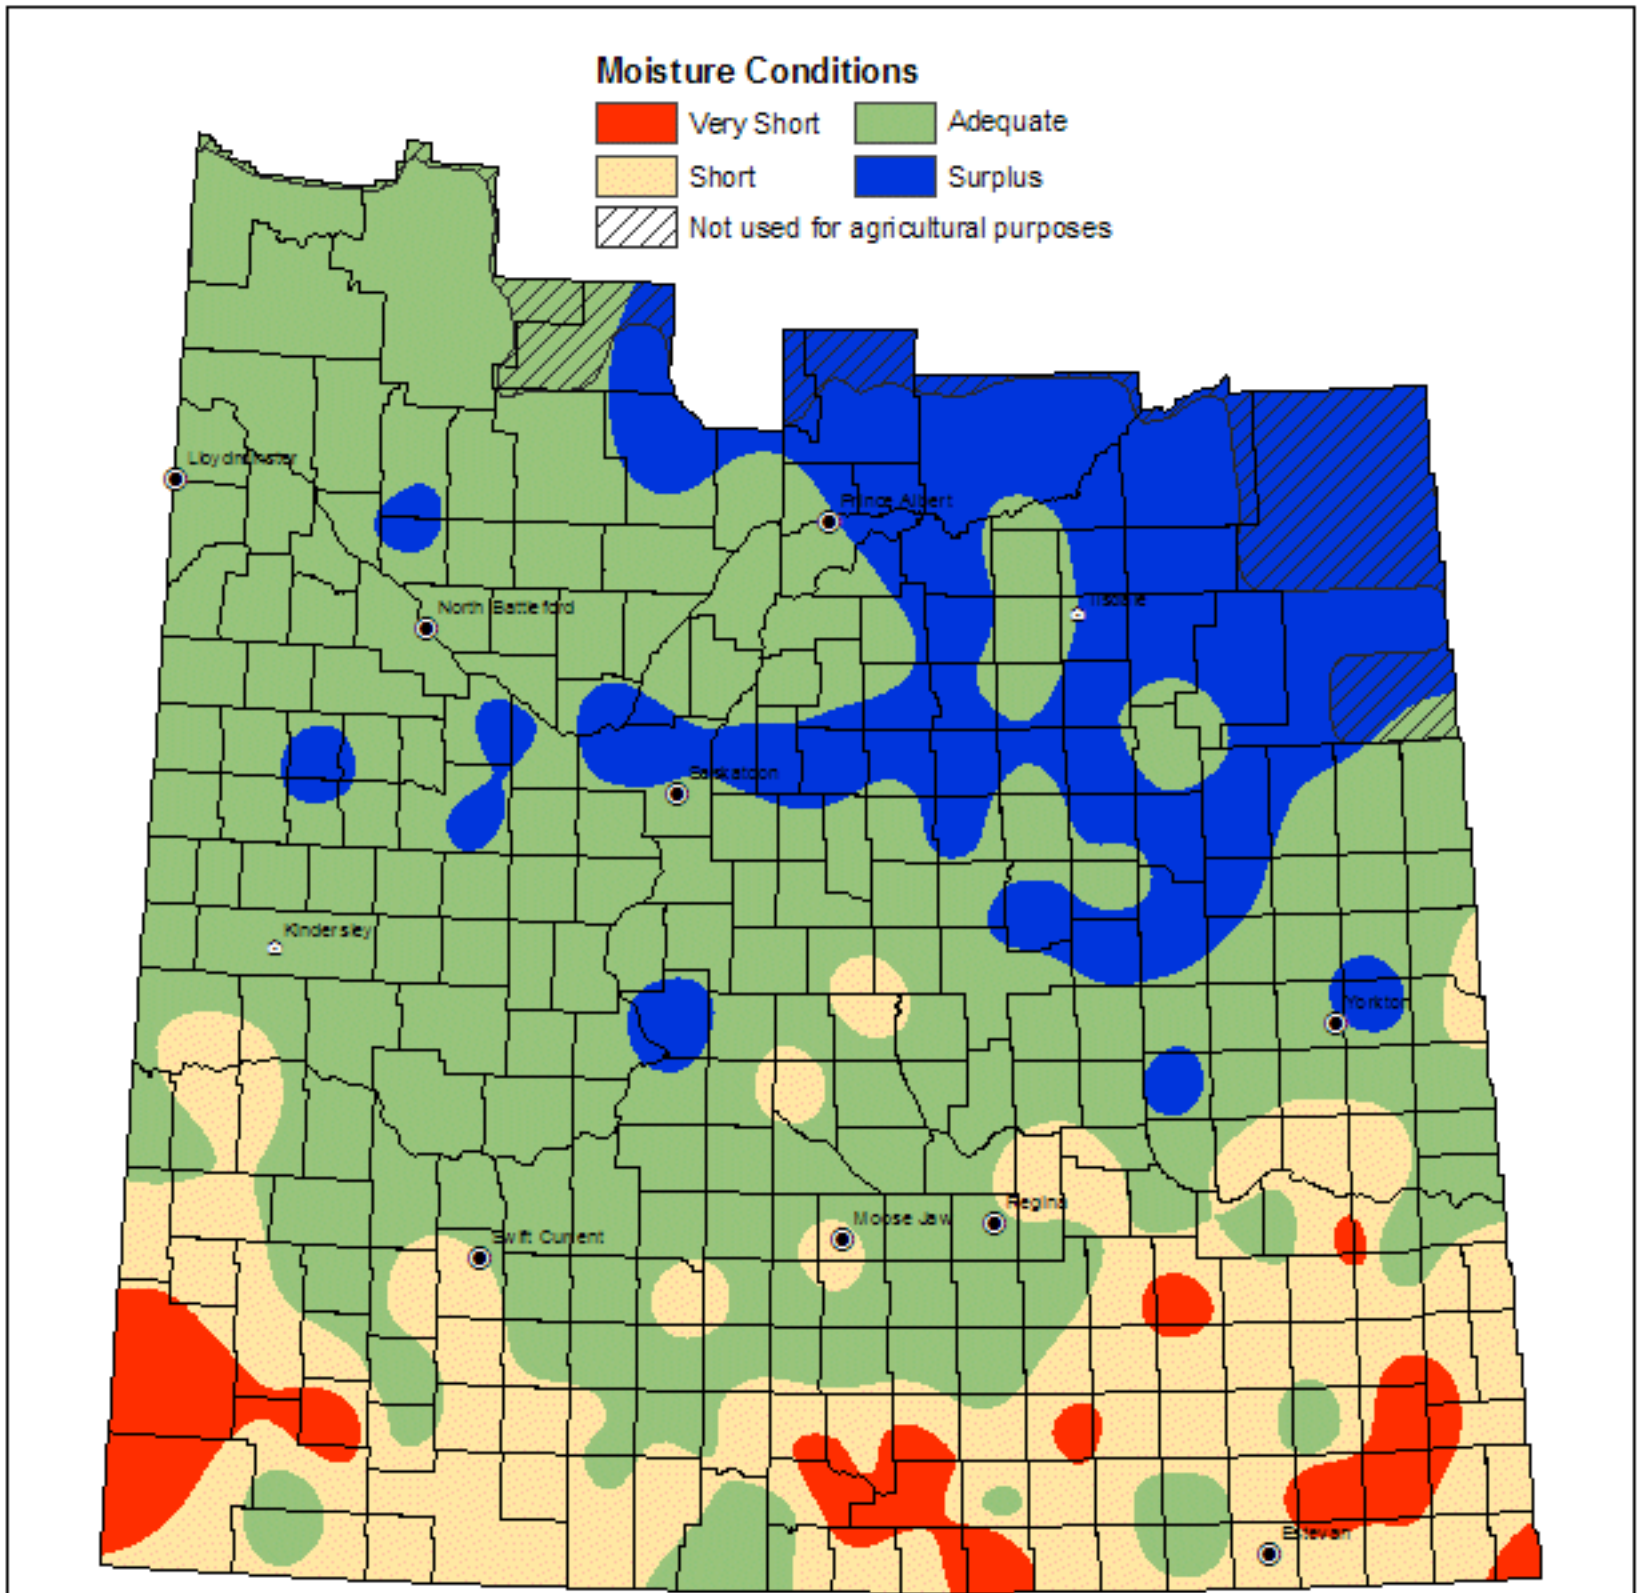 Moisture Conditions
Very Short
Adequate
Short
Surplus
Not used for agricultural purposes
Lloydminster
Prince Albert
North Battleford
Tisdale
Saskatoon
Kindersley
Yorkton
Regina
Moose Jaw
Swift Current
Estevan